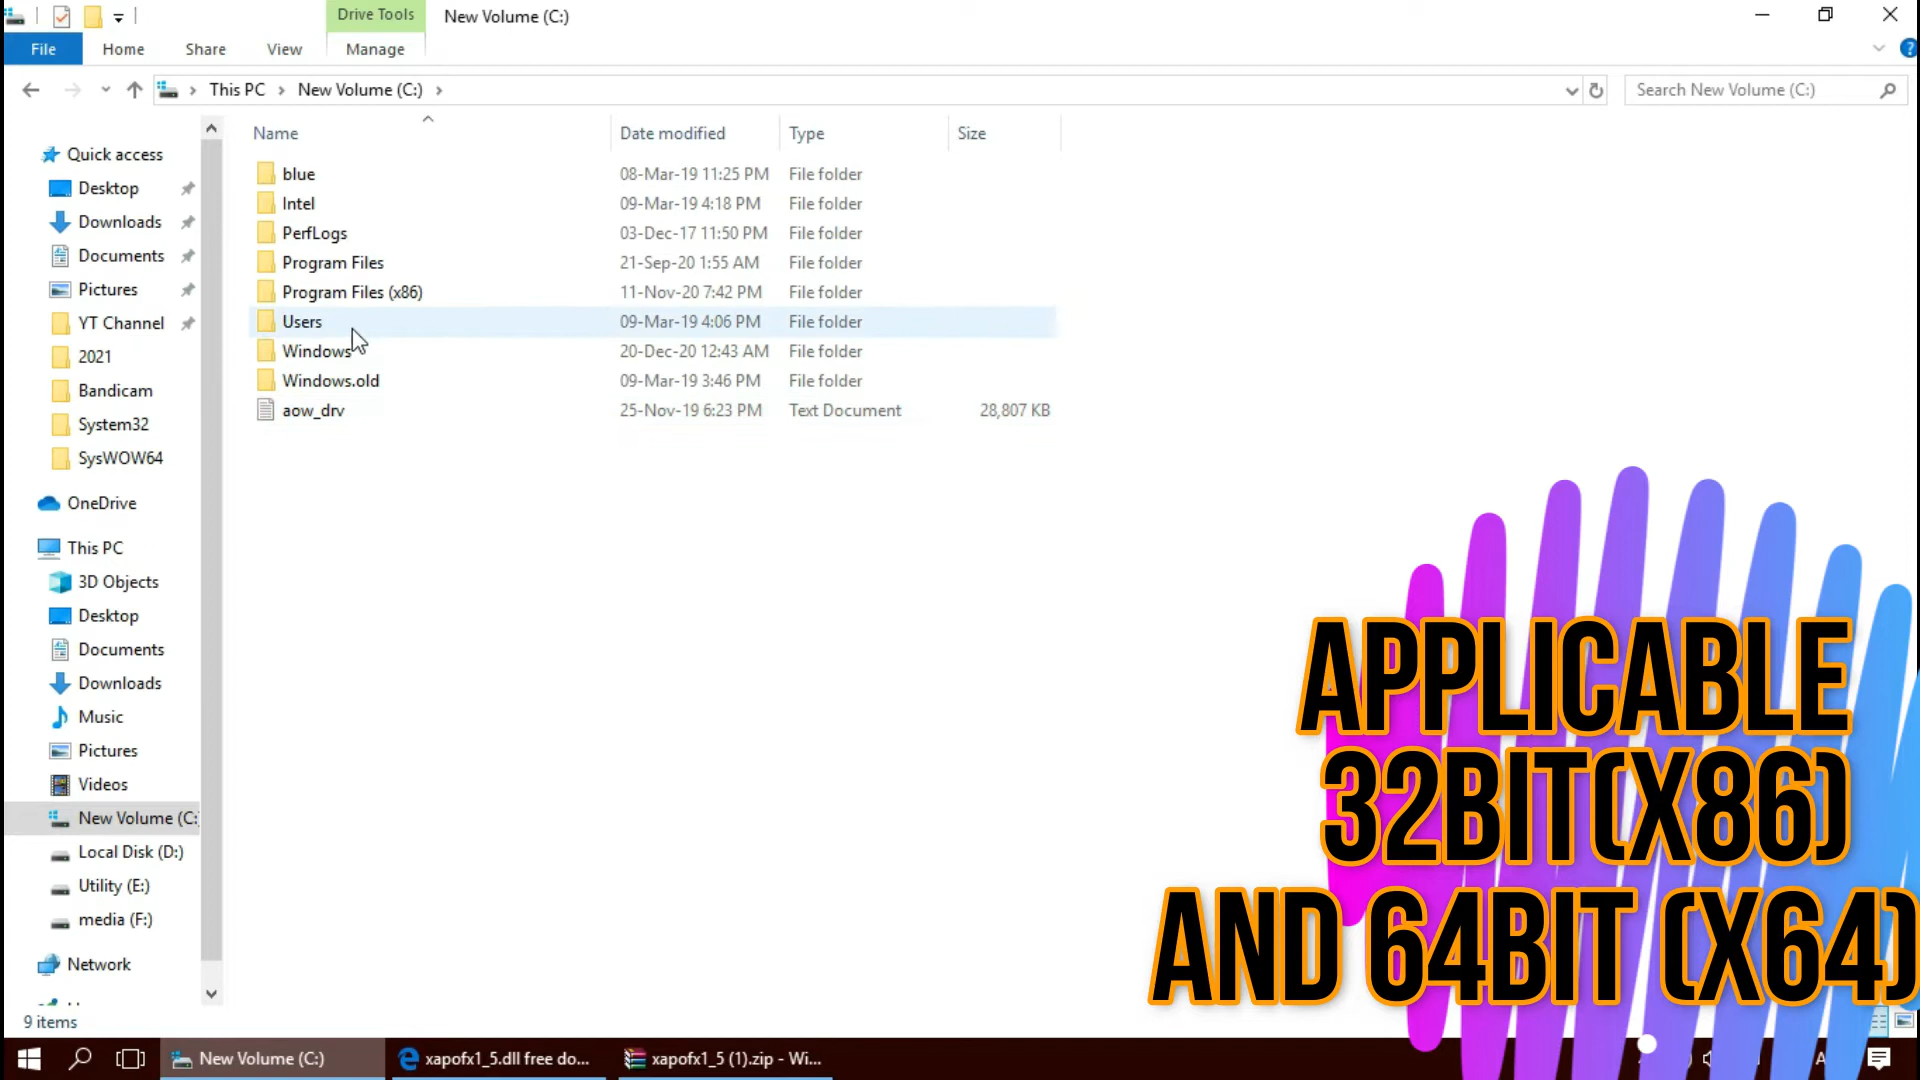 Drive Tools
New Volume (C:)
File
Home
Share
View
Manage
This PC
New Volume (C:)
Search New Volume (C:)
Name
Date modified
Type
Size
blue 08-Mar-19 11:25 PM File folder
Intel 09-Mar-19 4:18 PM File folder
PerfLogs 03-Dec-17 11:50 PM File folder
Program Files 21-Sep-20 1:55 AM File folder
Program Files (x86) 11-Nov-20 7:42 PM File folder
Users 09-Mar-19 4:06 PM File folder
Windows 20-Dec-20 12:43 AM File folder
Windows.old 09-Mar-19 3:46 PM File folder
aow_drv 25-Nov-19 6:23 PM Text Document 28,807 KB
Quick access
Desktop
Downloads
Documents
Pictures
YT Channel
2021
Bandicam
System32
SysWOW64
OneDrive
This PC
3D Objects
Desktop
Documents
Downloads
Music
Pictures
Videos
New Volume (C:
Local Disk (D:)
Utility (E:)
media (F:)
Network
9 items
APPLICABLE
32BIT(X86)
AND 64BIT (X64)
New Volume (C:)
xapofx1_5.dll free do...
xapofx1_5 (1).zip - Wi...